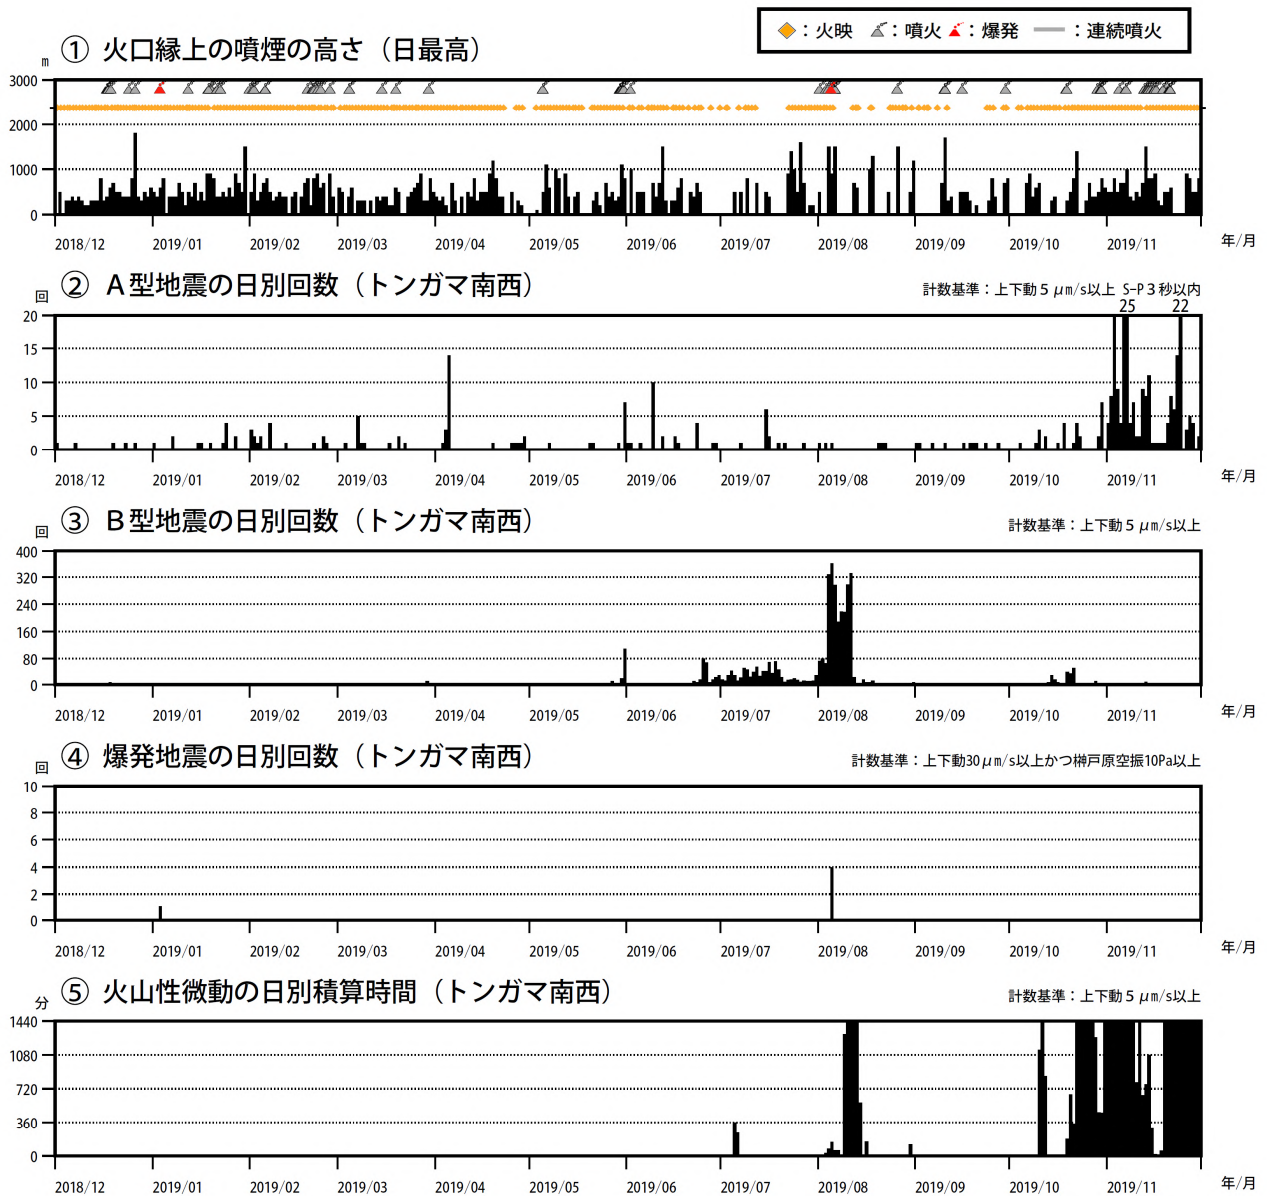 ：火映　：噴火　：爆発　：連続噴火
① 火口縁上の噴煙の高さ（日最高）
m
3000
2000
1000
0
2018/12 2019/01 2019/02 2019/03 2019/04 2019/05 2019/06 2019/07 2019/08 2019/09 2019/10 2019/11 年/月
② Ａ型地震の日別回数（トンガマ南西）
回
計数基準：上下動５μm/s以上 S-P３秒以内
25 22
20
15
10
5
0
2018/12 2019/01 2019/02 2019/03 2019/04 2019/05 2019/06 2019/07 2019/08 2019/09 2019/10 2019/11 年/月
③ Ｂ型地震の日別回数（トンガマ南西）
回
計数基準：上下動５μm/s以上
400
320
240
160
80
0
2018/12 2019/01 2019/02 2019/03 2019/04 2019/05 2019/06 2019/07 2019/08 2019/09 2019/10 2019/11 年/月
④ 爆発地震の日別回数（トンガマ南西）
回
計数基準：上下動30μm/s以上かつ榊戸原空振10Pa以上
10
8
6
4
2
0
2018/12 2019/01 2019/02 2019/03 2019/04 2019/05 2019/06 2019/07 2019/08 2019/09 2019/10 2019/11 年/月
⑤ 火山性微動の日別積算時間（トンガマ南西）
分
計数基準：上下動５μm/s以上
1440
1080
720
360
0
2018/12 2019/01 2019/02 2019/03 2019/04 2019/05 2019/06 2019/07 2019/08 2019/09 2019/10 2019/11 年/月